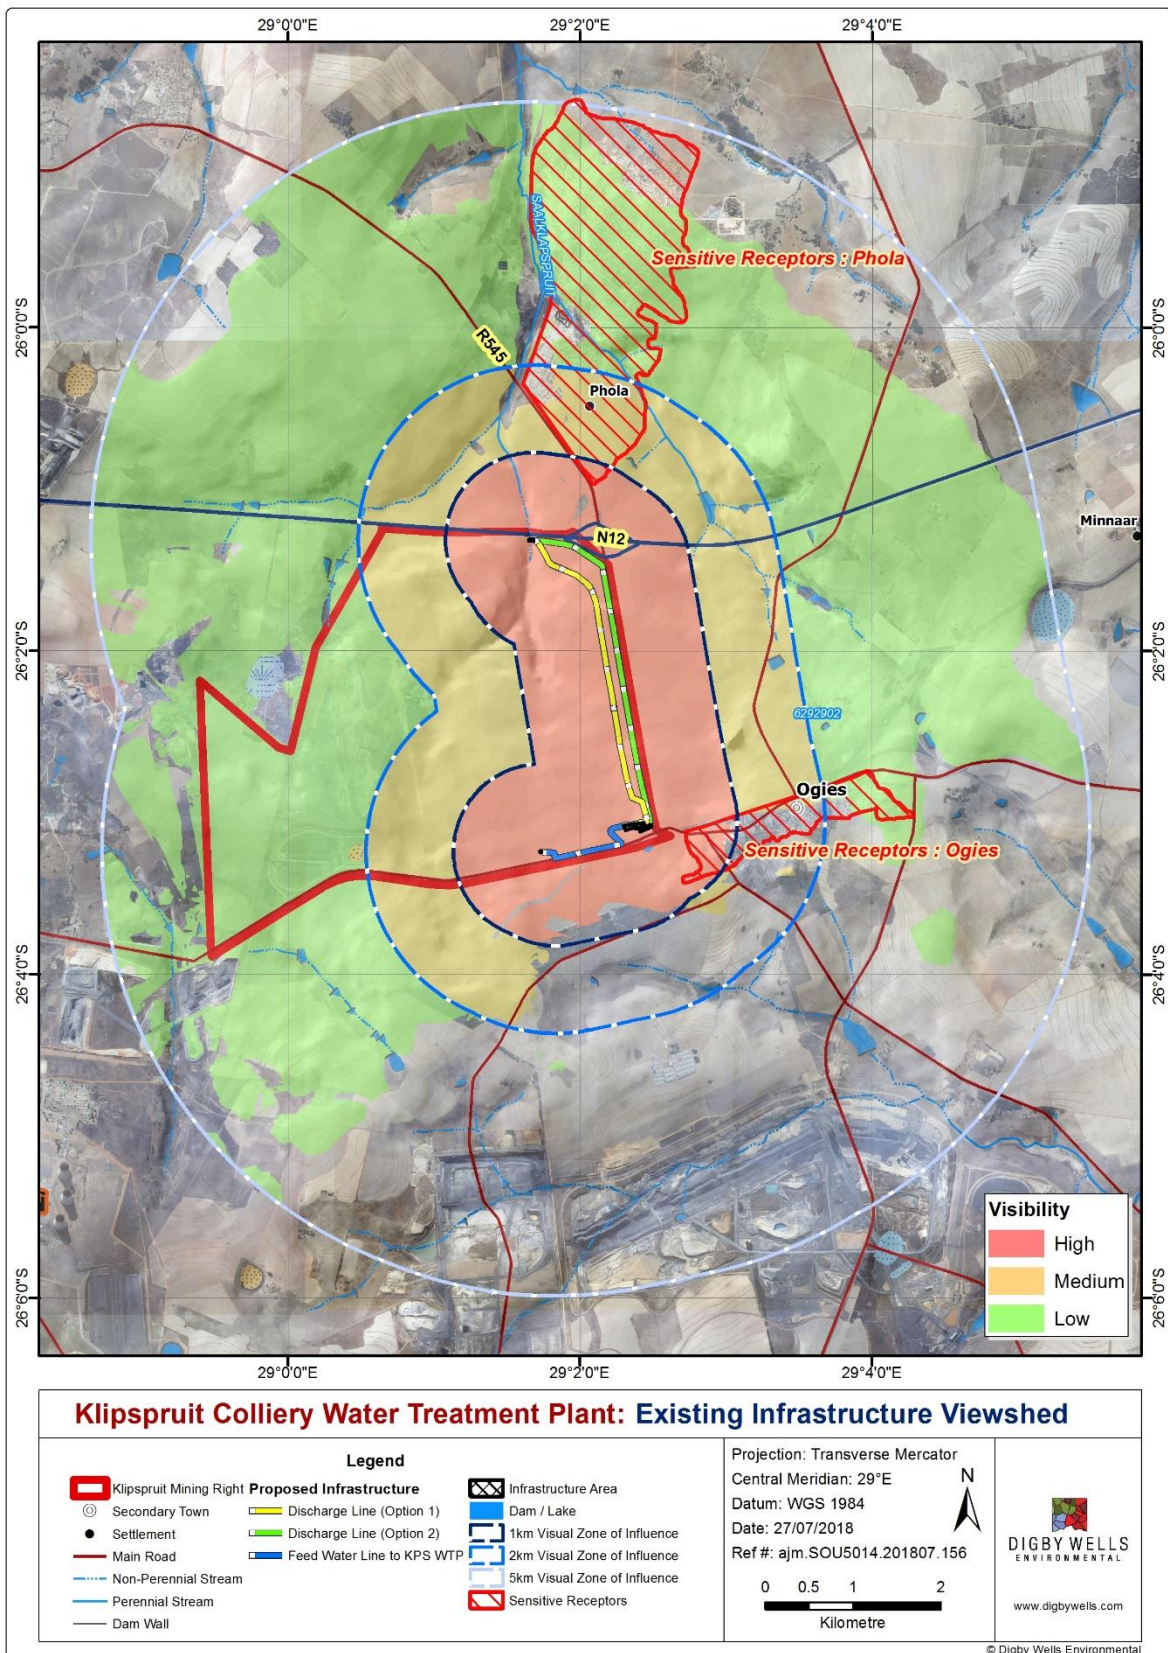 29°0'0"E
29°2'0"E
29°4'0"E
26°0'0"S
26°0'0"S
SAALKLAPSPRUIT
Sensitive Receptors : Phola
R545
Phola
Minnaar
N12
26°2'0"S
26°2'0"S
6292902
Ogies
Sensitive Receptors : Ogies
26°4'0"S
26°4'0"S
Visibility
High
Medium
Low
26°6'0"S
26°6'0"S
29°0'0"E
29°2'0"E
29°4'0"E
Klipspruit Colliery Water Treatment Plant: Existing Infrastructure Viewshed
Legend
Klipspruit Mining Right
Secondary Town
Settlement
Main Road
Non-Perennial Stream
Perennial Stream
Dam Wall
Proposed Infrastructure
Discharge Line (Option 1)
Discharge Line (Option 2)
Feed Water Line to KPS WTP
Infrastructure Area
Dam / Lake
1km Visual Zone of Influence
2km Visual Zone of Influence
5km Visual Zone of Influence
Sensitive Receptors
Projection: Transverse Mercator
Central Meridian: 29°E
Datum: WGS 1984
Date: 27/07/2018
Ref #: ajm.SOU5014.201807.156
N
0 0.5 1 2
Kilometre
DIGBY WELLS
ENVIRONMENTAL
www.digbywells.com
© Digby Wells Environmental